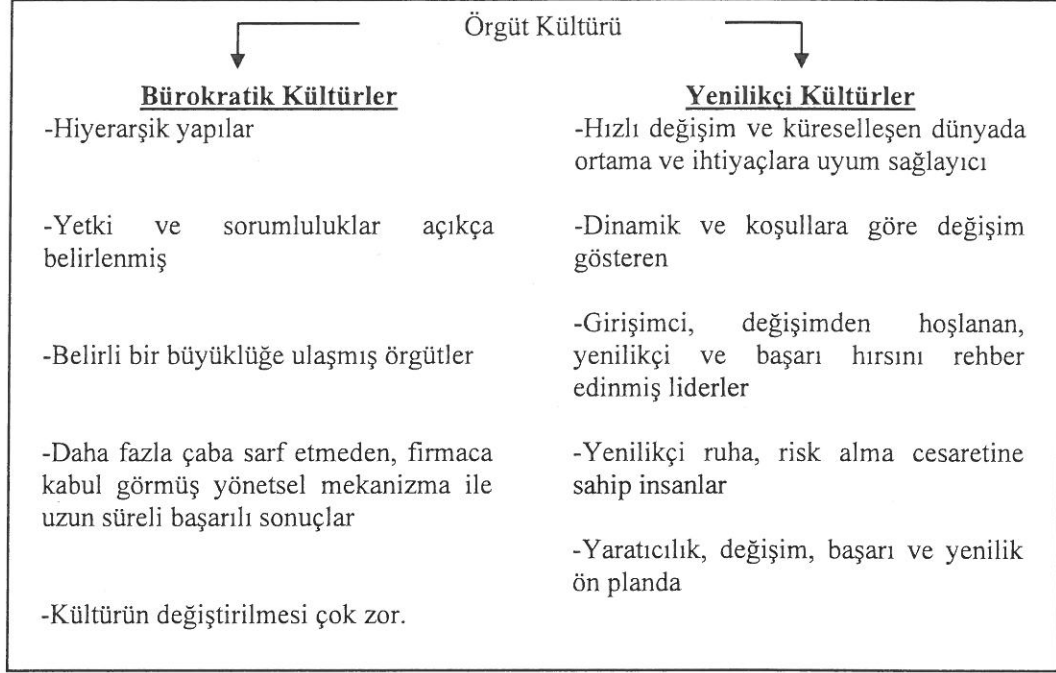 Örgüt Kültürü
Bürokratik Kültürler
-Hiyerarşik yapılar
-Yetki ve sorumluluklar açıkça
belirlenmiş
-Belirli bir büyüklüğe ulaşmış örgütler
-Daha fazla çaba sarf etmeden, firmaca
kabul görmüş yönetsel mekanizma ile
uzun süreli başarılı sonuçlar
-Kültürün değiştirilmesi çok zor.
Yenilikçi Kültürler
-Hızlı değişim ve küreselleşen dünyada
ortama ve ihtiyaçlara uyum sağlayıcı
-Dinamik ve koşullara göre değişim
gösteren
-Girişimci, değişimden hoşlanan,
yenilikçi ve başarı hırsını rehber
edinmiş liderler
-Yenilikçi ruha, risk alma cesaretine
sahip insanlar
-Yaratıcılık, değişim, başarı ve yenilik
ön planda